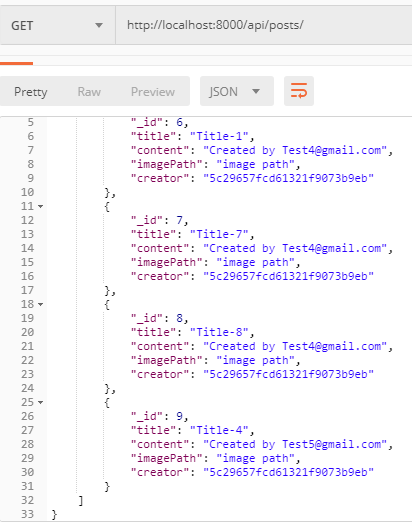 GET http://localhost:8000/api/posts/
Pretty Raw Preview JSON
5 "_id": 6,
6 "title": "Title-1",
7 "content": "Created by Test4@gmail.com",
8 "imagePath": "image path",
9 "creator": "5c29657fcd61321f9073b9eb"
10 },
11 {
12 "_id": 7,
13 "title": "Title-7",
14 "content": "Created by Test4@gmail.com",
15 "imagePath": "image path",
16 "creator": "5c29657fcd61321f9073b9eb"
17 },
18 {
19 "_id": 8,
20 "title": "Title-8",
21 "content": "Created by Test4@gmail.com",
22 "imagePath": "image path",
23 "creator": "5c29657fcd61321f9073b9eb"
24 },
25 {
26 "_id": 9,
27 "title": "Title-4",
28 "content": "Created by Test5@gmail.com",
29 "imagePath": "image path",
30 "creator": "5c29657fcd61321f9073b9eb"
31 }
32 ]
33 }